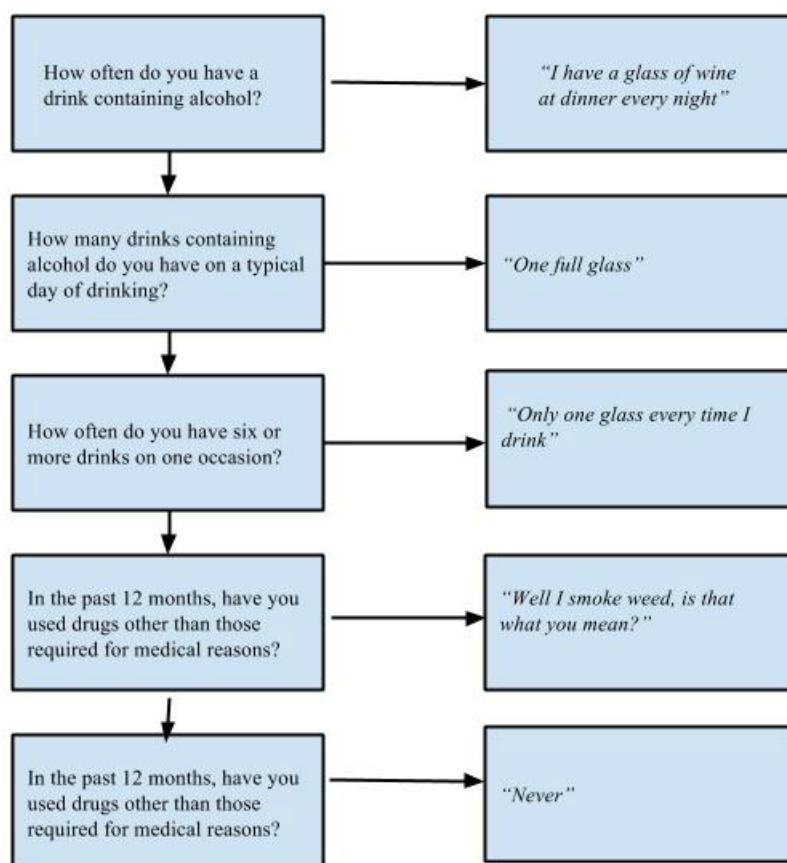 How often do you have a
drink containing alcohol?
“I have a glass of wine
at dinner every night”
How many drinks containing
alcohol do you have on a typical
day of drinking?
“One full glass”
How often do you have six or
more drinks on one occasion?
“Only one glass every time I
drink”
In the past 12 months, have you
used drugs other than those
required for medical reasons?
“Well I smoke weed, is that
what you mean?”
In the past 12 months, have you
used drugs other than those
required for medical reasons?
“Never”